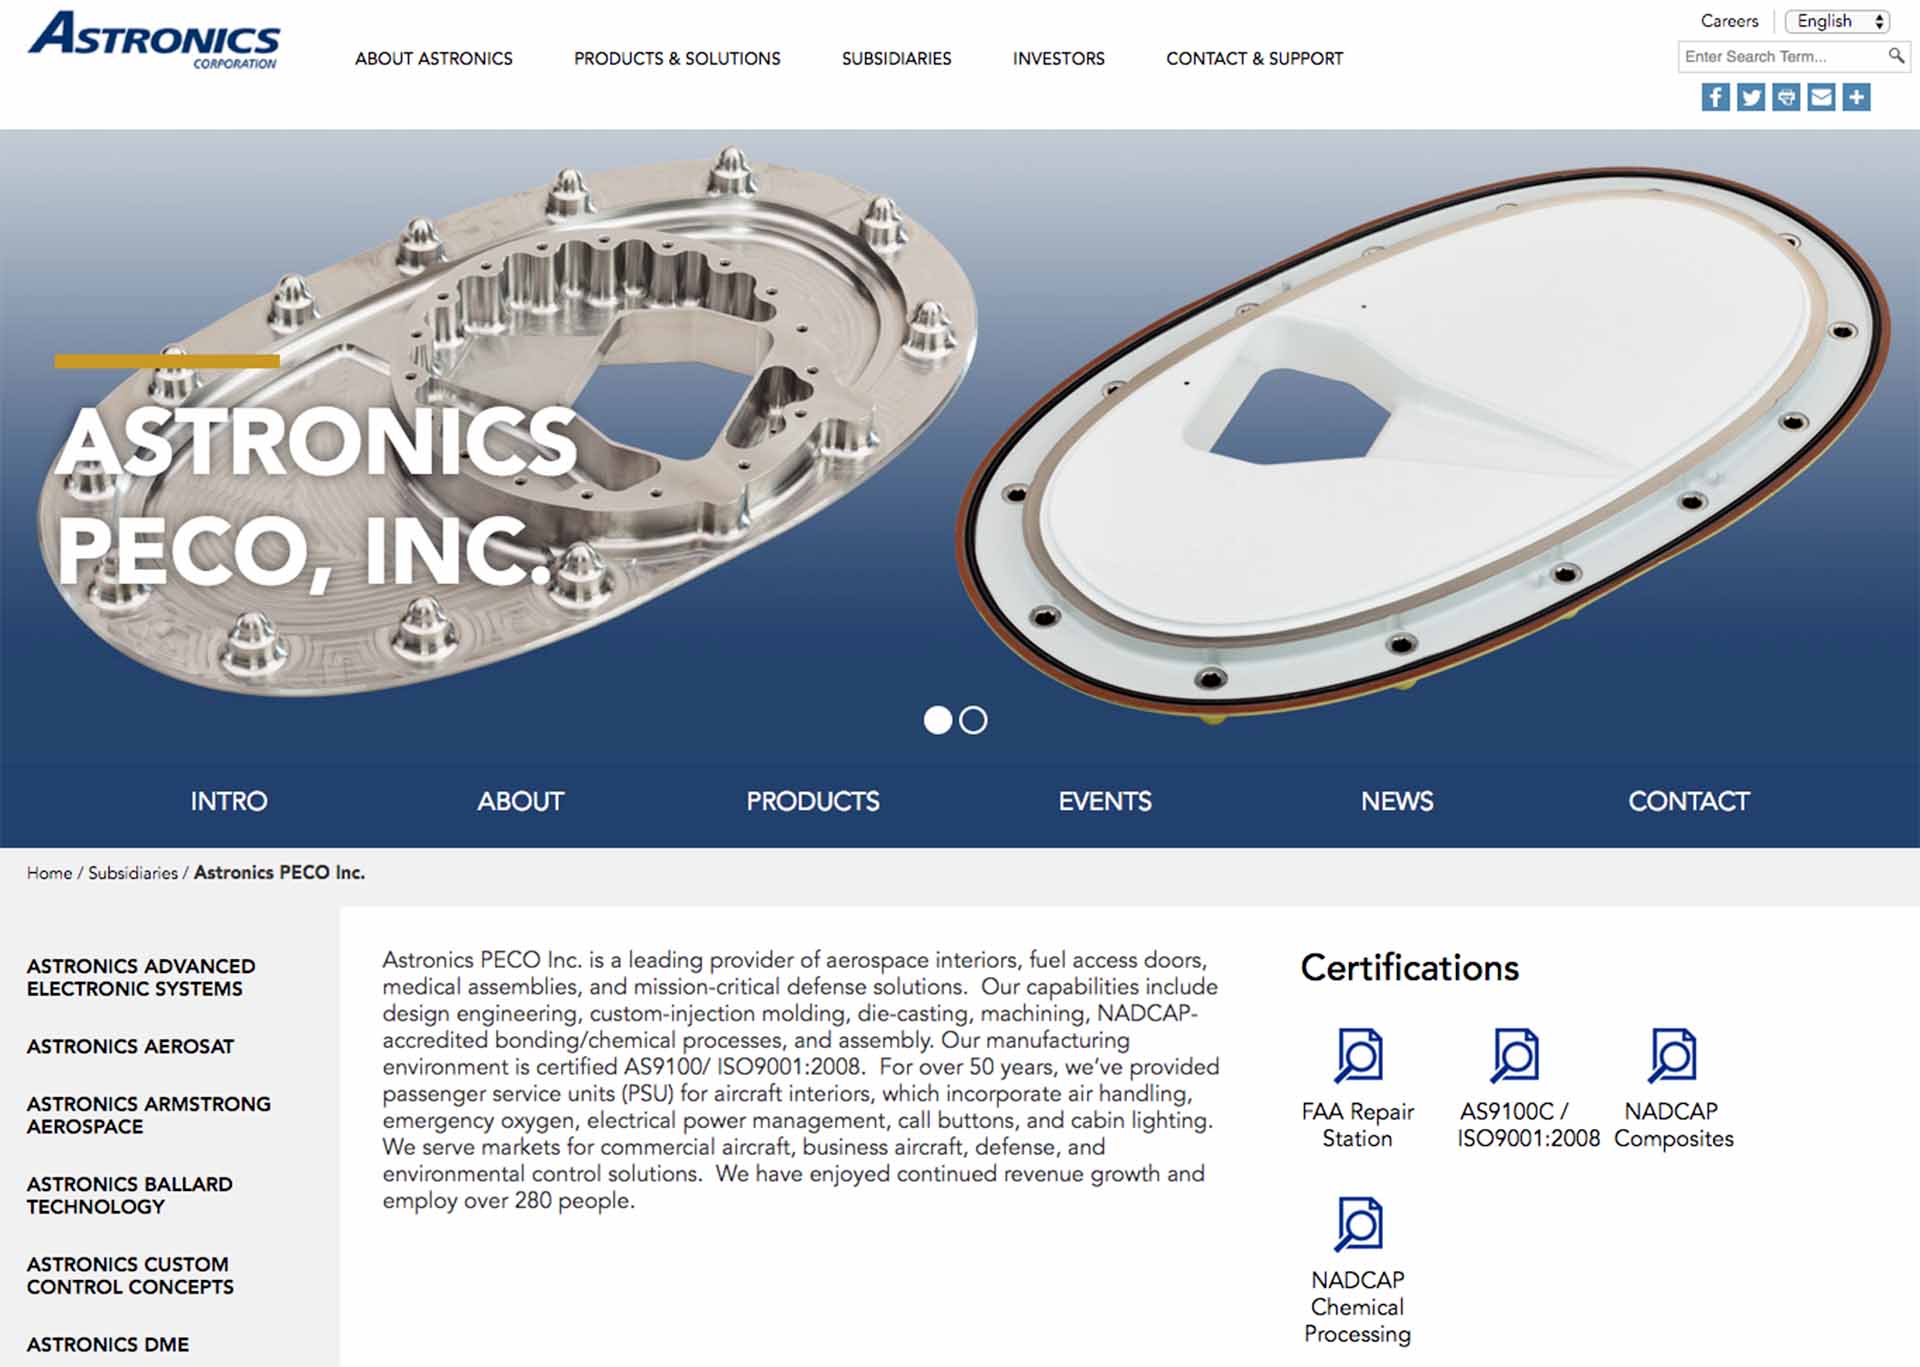 ASTRONICS
CORPORATION
ABOUT ASTRONICS
PRODUCTS & SOLUTIONS
SUBSIDIARIES
INVESTORS
CONTACT & SUPPORT
Careers
English
Enter Search Term...
ASTRONICS
PECO, INC.
INTRO
ABOUT
PRODUCTS
EVENTS
NEWS
CONTACT
Home / Subsidiaries / Astronics PECO Inc.
ASTRONICS ADVANCED
ELECTRONIC SYSTEMS
ASTRONICS AEROSAT
ASTRONICS ARMSTRONG
AEROSPACE
ASTRONICS BALLARD
TECHNOLOGY
ASTRONICS CUSTOM
CONTROL CONCEPTS
ASTRONICS DME
Astronics PECO Inc. is a leading provider of aerospace interiors, fuel access doors,
medical assemblies, and mission-critical defense solutions.  Our capabilities include
design engineering, custom-injection molding, die-casting, machining, NADCAP-
accredited bonding/chemical processes, and assembly. Our manufacturing
environment is certified AS9100/ ISO9001:2008.  For over 50 years, we've provided
passenger service units (PSU) for aircraft interiors, which incorporate air handling,
emergency oxygen, electrical power management, call buttons, and cabin lighting.
We serve markets for commercial aircraft, business aircraft, defense, and
environmental control solutions.  We have enjoyed continued revenue growth and
employ over 280 people.
Certifications
FAA Repair
Station
AS9100C /
ISO9001:2008
NADCAP
Composites
NADCAP
Chemical
Processing